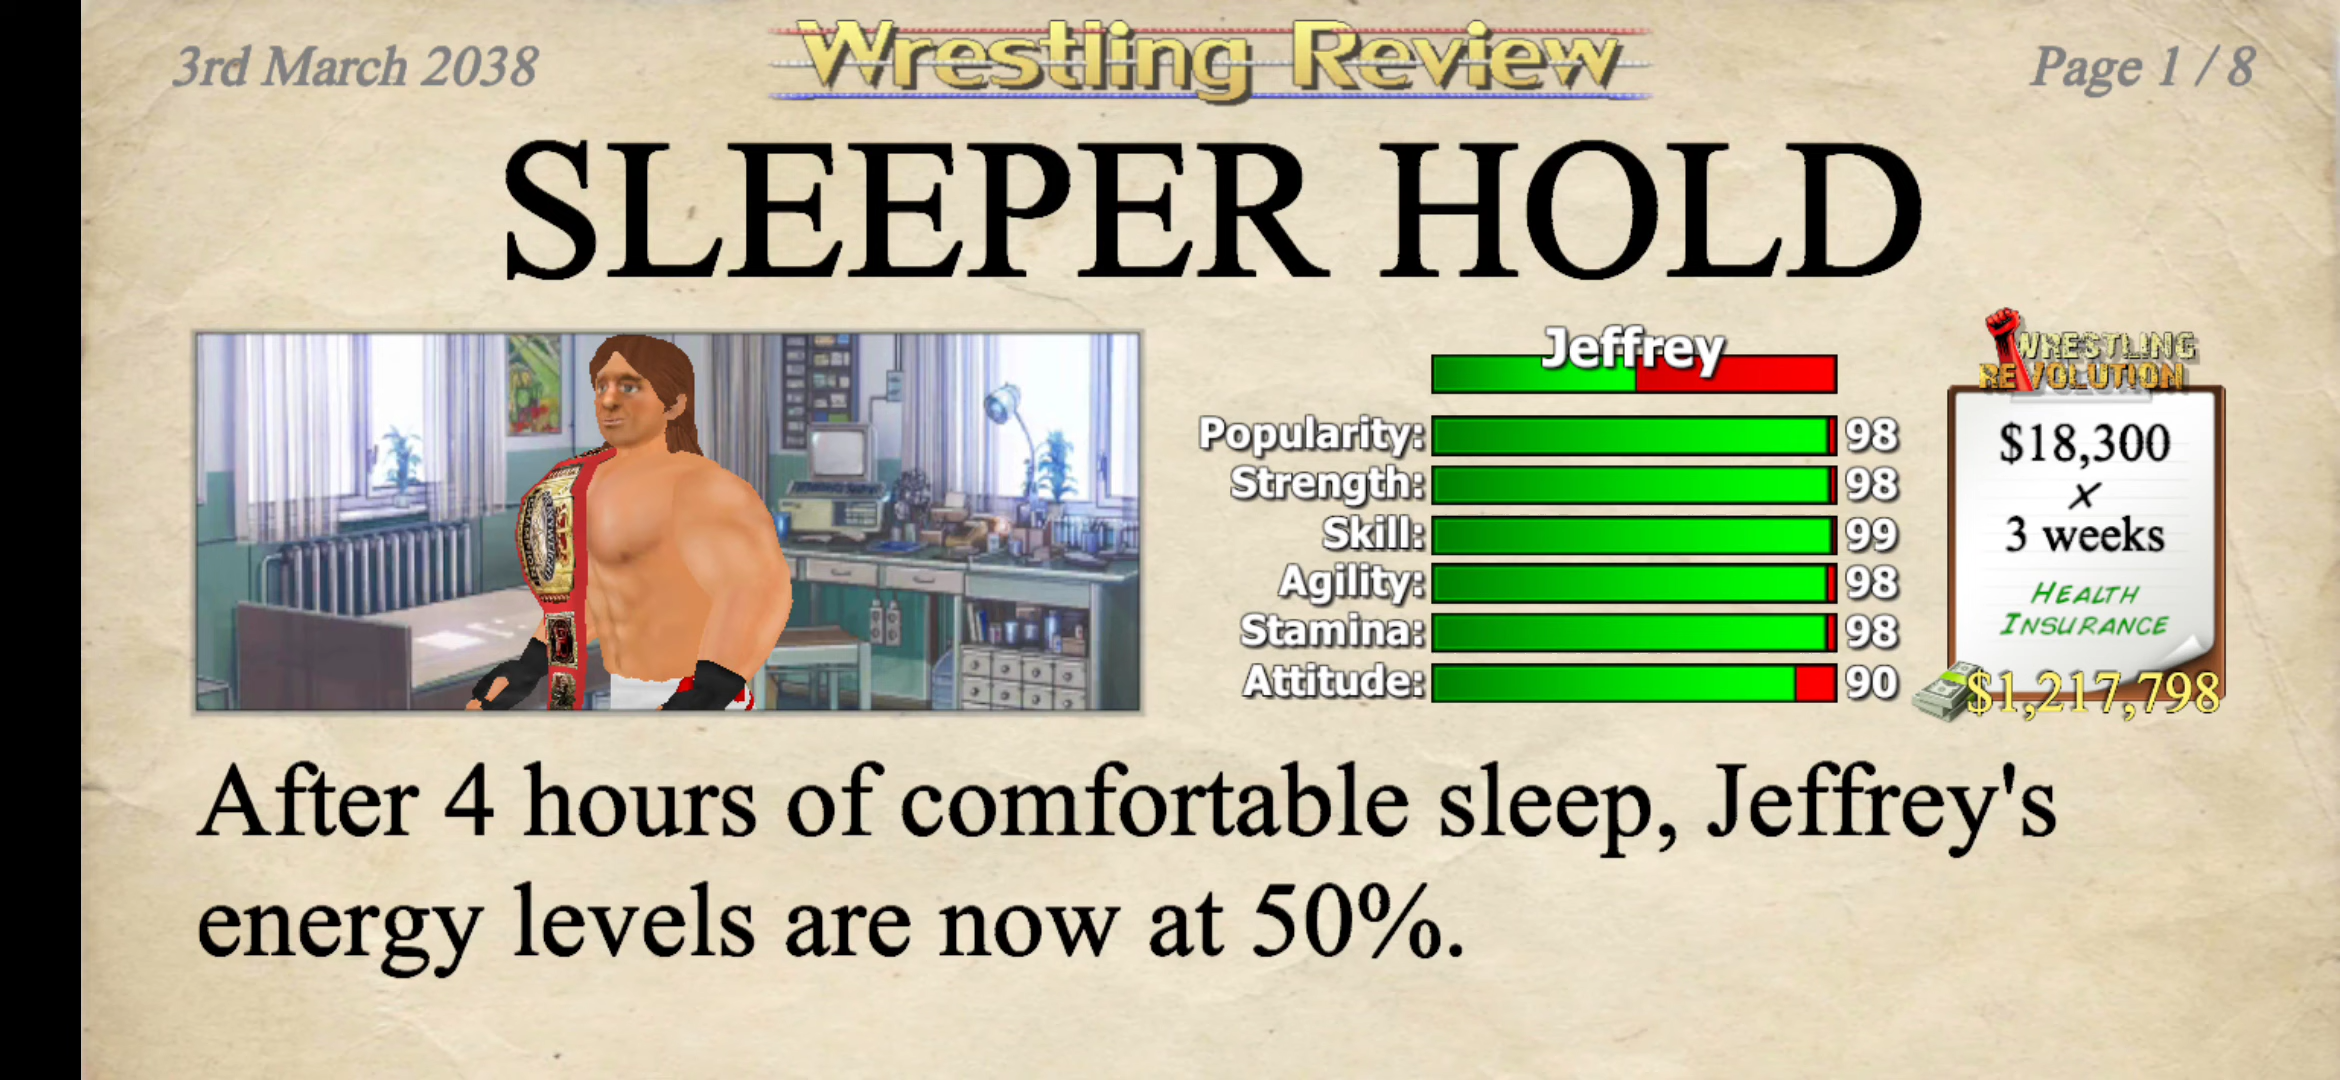 3rd March 2038
Wrestling Review
Page 1 / 8
SLEEPER HOLD
Jeffrey
Popularity: 98
Strength: 98
Skill: 99
Agility: 98
Stamina: 98
Attitude: 90
WRESTLING
REVOLUTION
$18,300
x
3 weeks
HEALTH
INSURANCE
$1,217,798
After 4 hours of comfortable sleep, Jeffrey's
energy levels are now at 50%.